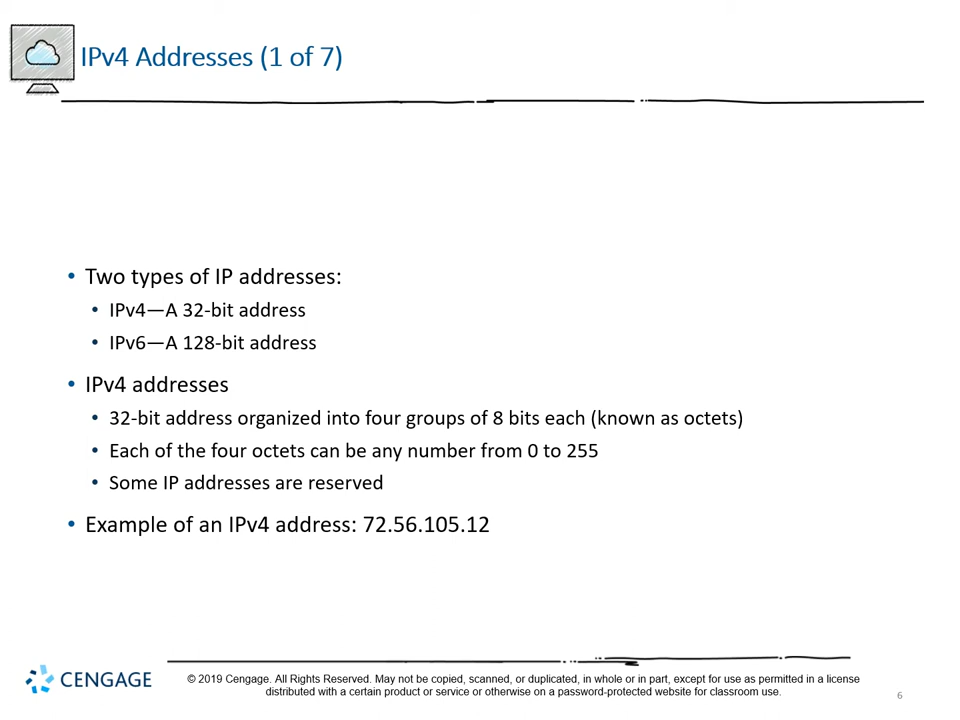 IPv4 Addresses (1 of 7)
• Two types of IP addresses:
• IPv4—A 32-bit address
• IPv6—A 128-bit address
• IPv4 addresses
• 32-bit address organized into four groups of 8 bits each (known as octets)
• Each of the four octets can be any number from 0 to 255
• Some IP addresses are reserved
• Example of an IPv4 address: 72.56.105.12
CENGAGE
© 2019 Cengage. All Rights Reserved. May not be copied, scanned, or duplicated, in whole or in part, except for use as permitted in a license
distributed with a certain product or service or otherwise on a password-protected website for classroom use.
6